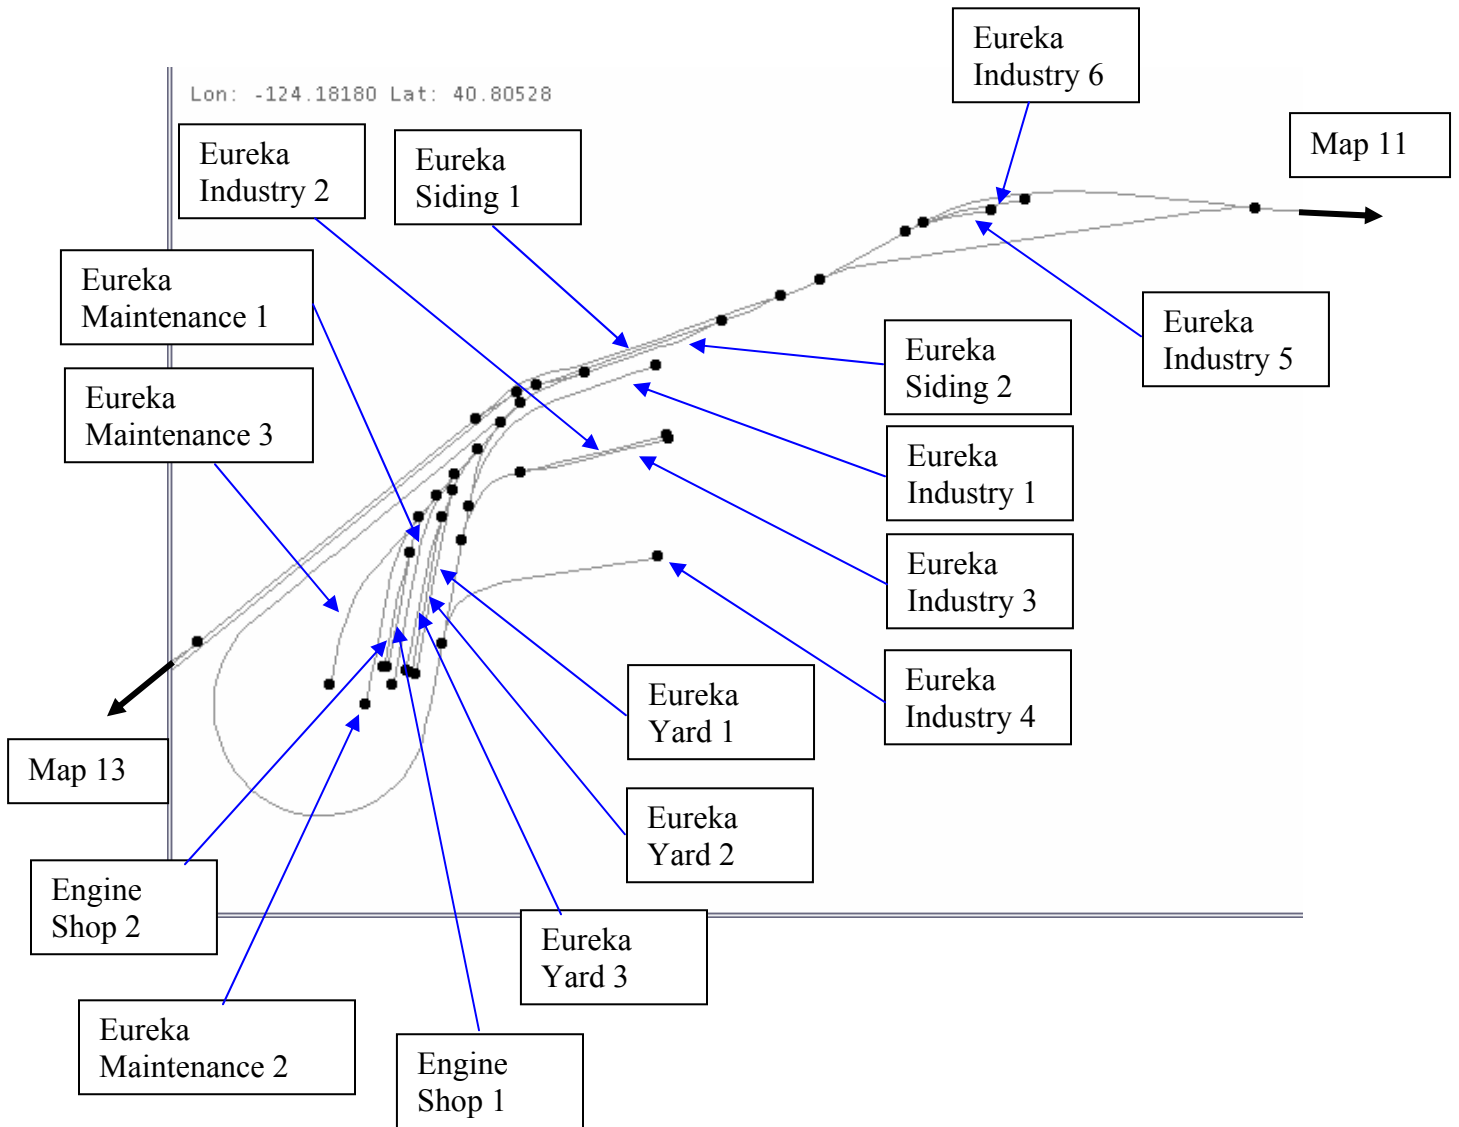 Eureka
Industry 6
Lon: -124.18180 Lat: 40.80528
Map 11
Eureka
Industry 2
Eureka
Siding 1
Eureka
Maintenance 1
Eureka
Industry 5
Eureka
Siding 2
Eureka
Maintenance 3
Eureka
Industry 1
Eureka
Industry 3
Eureka
Industry 4
Eureka
Yard 1
Map 13
Eureka
Yard 2
Engine
Shop 2
Eureka
Yard 3
Eureka
Maintenance 2
Engine
Shop 1